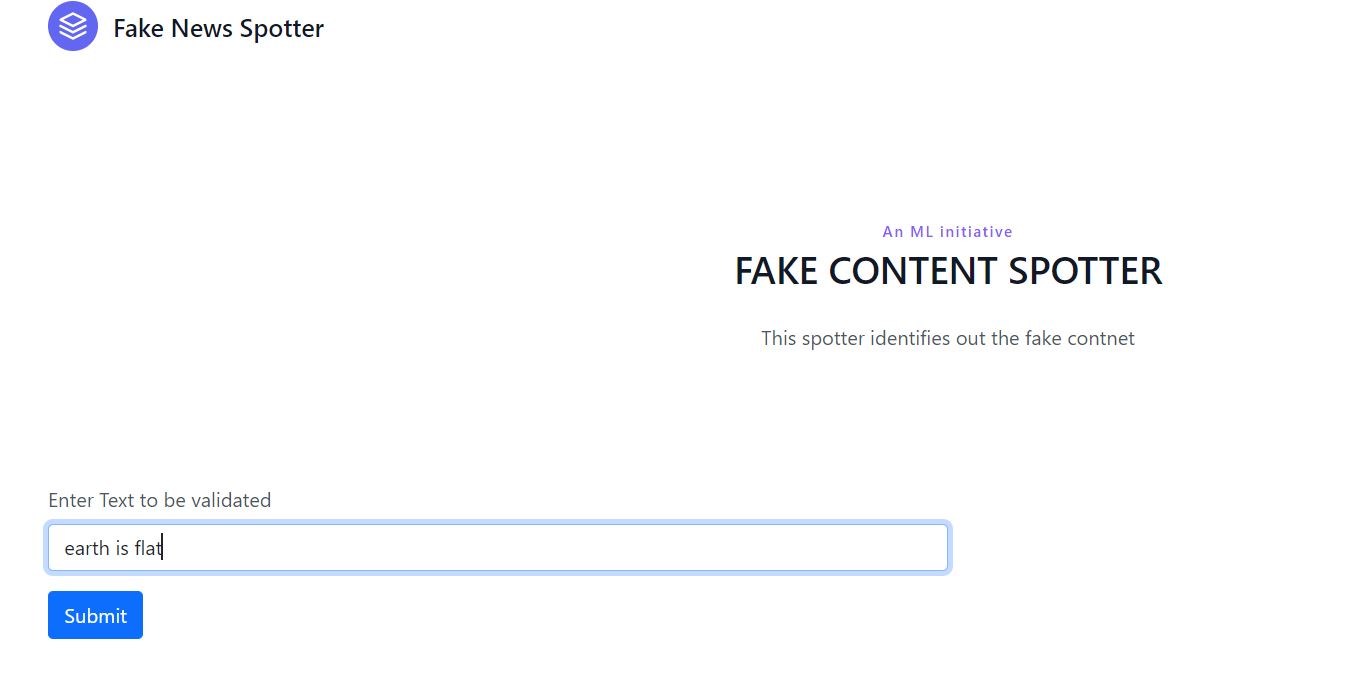 Fake News Spotter
An ML initiative
FAKE CONTENT SPOTTER
This spotter identifies out the fake contnet
Enter Text to be validated
earth is flat
Submit